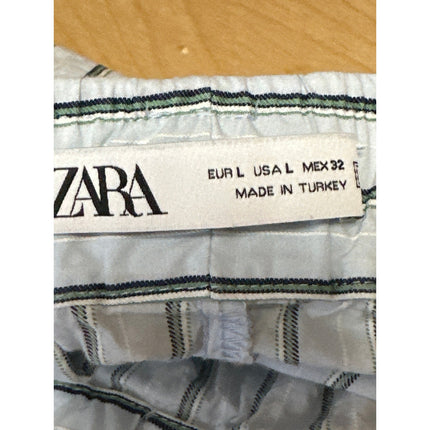 ZARA
EUR L USA L MEX 32
MADE IN TURKEY